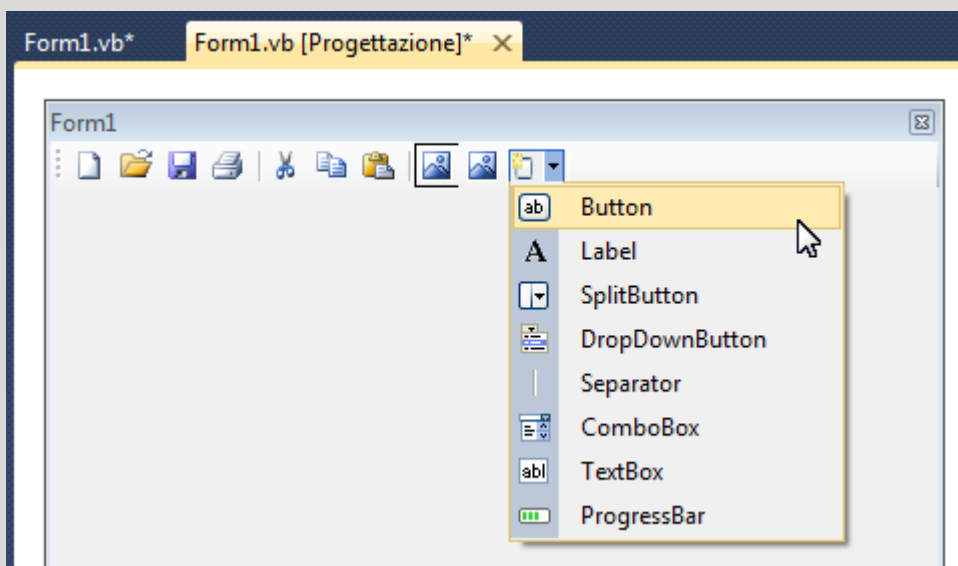 Form1.vb*
Form1.vb [Progettazione]*
Form1
ab Button
A Label
SplitButton
DropDownButton
Separator
ComboBox
abl TextBox
ProgressBar